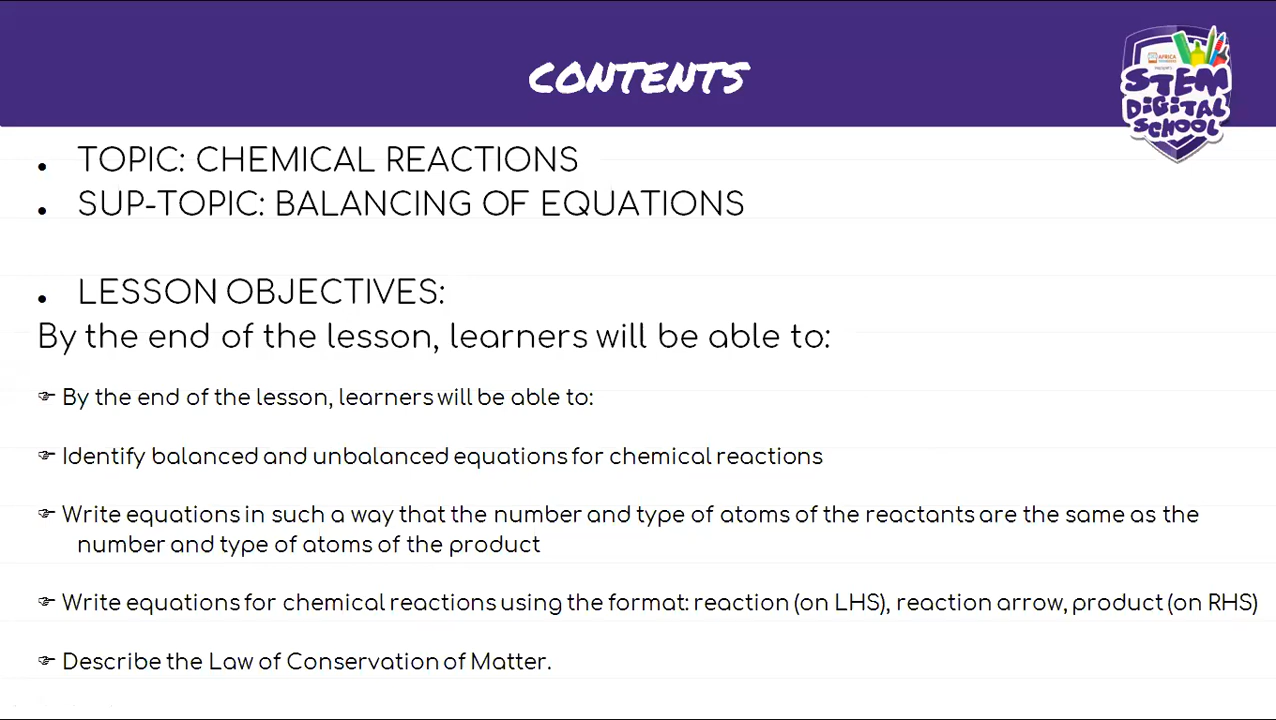 CONTENTS
AFRICA
STEM
DIGITAL
SCHOOL
• TOPIC: CHEMICAL REACTIONS
• SUP-TOPIC: BALANCING OF EQUATIONS
• LESSON OBJECTIVES:
By the end of the lesson, learners will be able to:
☞ By the end of the lesson, learners will be able to:
☞ Identify balanced and unbalanced equations for chemical reactions
☞ Write equations in such a way that the number and type of atoms of the reactants are the same as the
number and type of atoms of the product
☞ Write equations for chemical reactions using the format: reaction (on LHS), reaction arrow, product (on RHS)
☞ Describe the Law of Conservation of Matter.